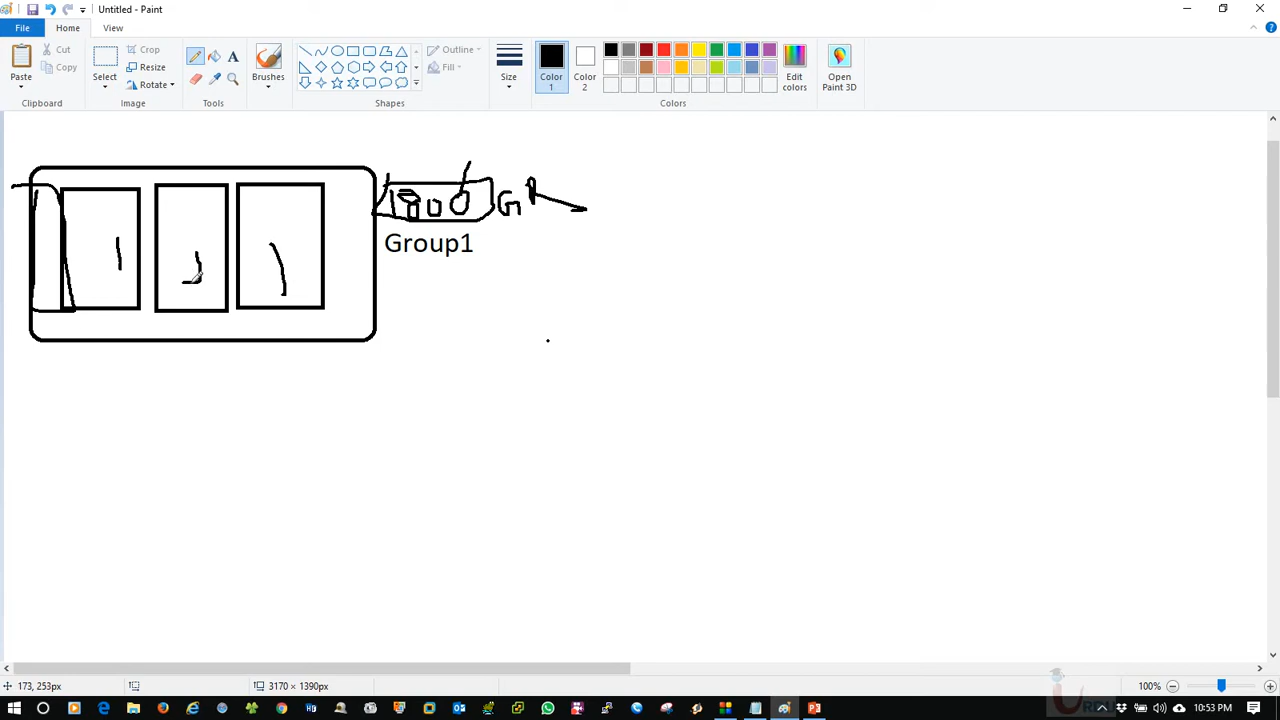 Untitled - Paint
File Home View
Paste
Cut
Copy
Clipboard
Select
Crop
Resize
Rotate
Image
A
Tools
Brushes
Outline
Fill
Shapes
Size
Color 1
Color 2
Edit colors
Colors
Open Paint 3D
GR
Group1
173, 253px
3170 × 1390px
100%
10:53 PM